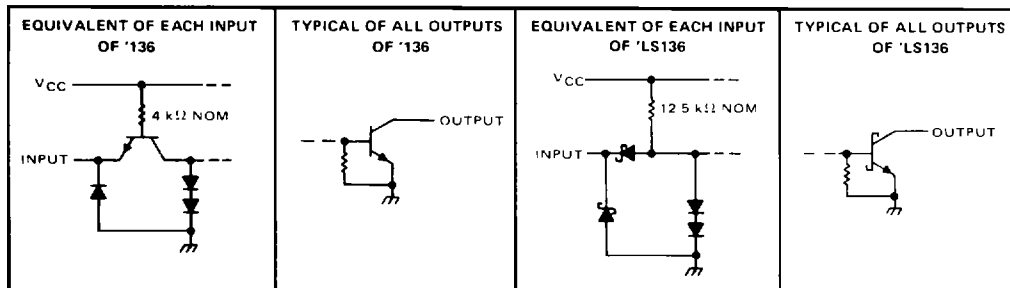 EQUIVALENT OF EACH INPUT
OF '136
VCC
4 kΩ NOM
INPUT
TYPICAL OF ALL OUTPUTS
OF '136
OUTPUT
EQUIVALENT OF EACH INPUT
OF 'LS136
VCC
12 5 kΩ NOM
INPUT
TYPICAL OF ALL OUTPUTS
OF 'LS136
OUTPUT